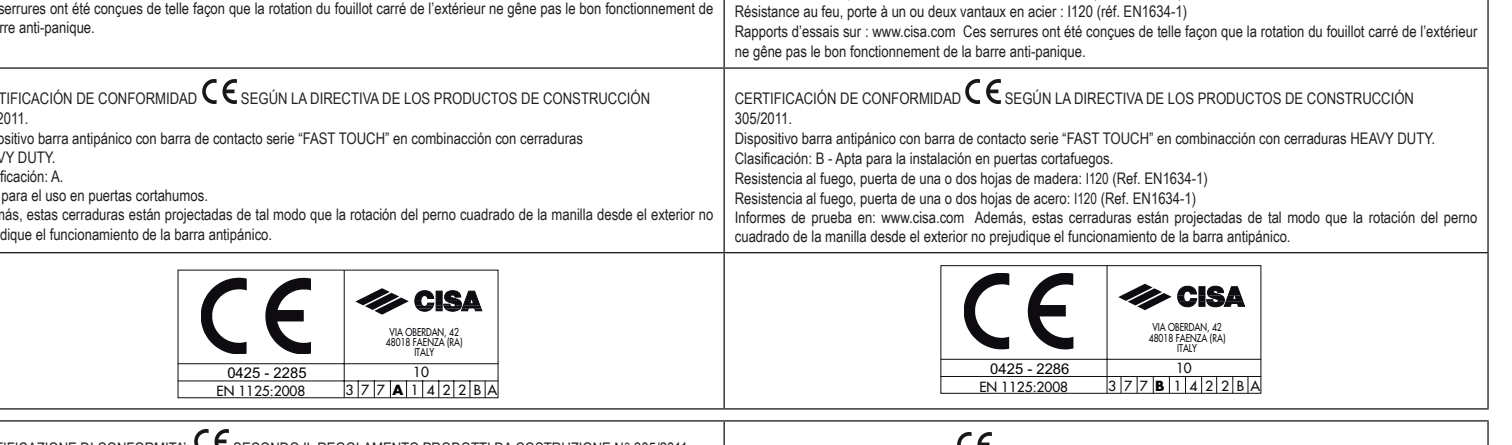 serrures ont été conçues de telle façon que la rotation du fouillot carré de l'extérieur ne gêne pas le bon fonctionnement de
rre anti-panique.
Résistance au feu, porte à un ou deux vantaux en acier : I120 (réf. EN1634-1)
Rapports d'essais sur : www.cisa.com Ces serrures ont été conçues de telle façon que la rotation du fouillot carré de l'extérieur
ne gêne pas le bon fonctionnement de la barre anti-panique.
TIFICACIÓN DE CONFORMIDAD CE SEGÚN LA DIRECTIVA DE LOS PRODUCTOS DE CONSTRUCCIÓN
/2011.
ositivo barra antipánico con barra de contacto serie “FAST TOUCH” en combinacción con cerraduras
VY DUTY.
ificación: A.
para el uso en puertas cortahumos.
más, estas cerraduras están projectadas de tal modo que la rotación del perno cuadrado de la manilla desde el exterior no
dique el funcionamiento de la barra antipánico.
CERTIFICACIÓN DE CONFORMIDAD CE SEGÚN LA DIRECTIVA DE LOS PRODUCTOS DE CONSTRUCCIÓN
305/2011.
Dispositivo barra antipánico con barra de contacto serie “FAST TOUCH” en combinacción con cerraduras HEAVY DUTY.
Clasificación: B - Apta para la instalación en puertas cortafuegos.
Resistencia al fuego, puerta de una o dos hojas de madera: I120 (Ref. EN1634-1)
Resistencia al fuego, puerta de una o dos hojas de acero: I120 (Ref. EN1634-1)
Informes de prueba en: www.cisa.com Además, estas cerraduras están projectadas de tal modo que la rotación del perno
cuadrado de la manilla desde el exterior no prejudique el funcionamiento de la barra antipánico.
CE CISA
VIA OBERDAN, 42
48018 FAENZA (RA)
ITALY
0425 - 2285 10
EN 1125:2008 3 7 7 A 1 4 2 2 B A
CE CISA
VIA OBERDAN, 42
48018 FAENZA (RA)
ITALY
0425 - 2286 10
EN 1125:2008 3 7 7 B 1 4 2 2 B A